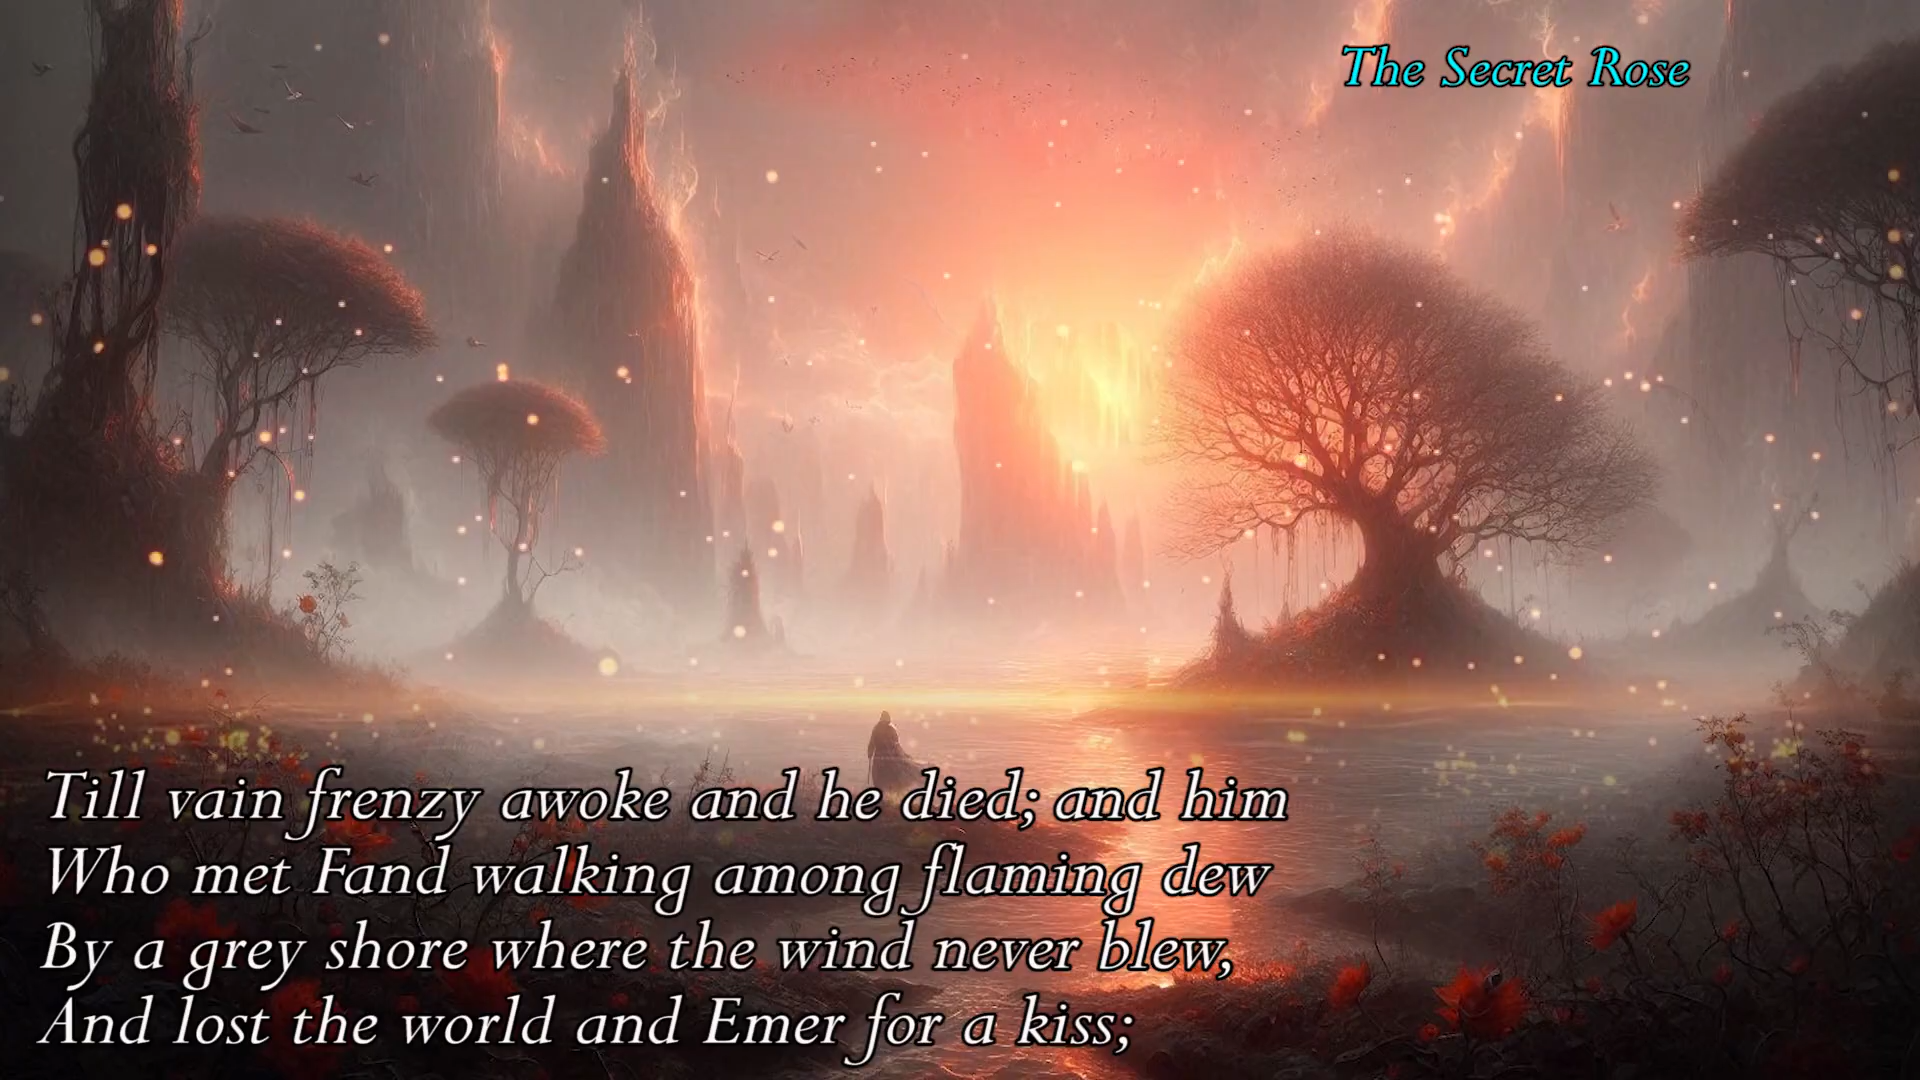 The Secret Rose
Till vain frenzy awoke and he died; and him
Who met Fand walking among flaming dew
By a grey shore where the wind never blew,
And lost the world and Emer for a kiss;